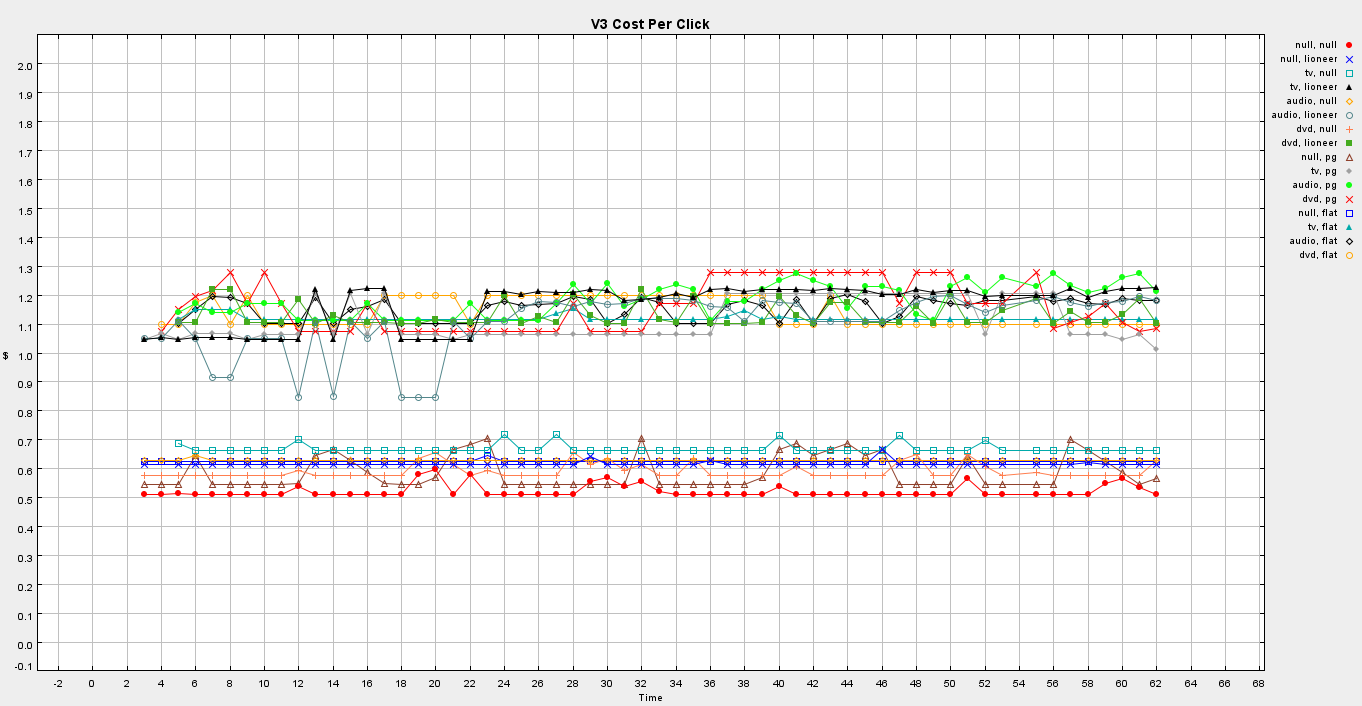 V3 Cost Per Click
2.0
1.9
1.8
1.7
1.6
1.5
1.4
1.3
1.2
1.1
1.0
0.9
0.8
0.7
0.6
0.5
0.4
0.3
0.2
0.1
0.0
-0.1
$
-2 0 2 4 6 8 10 12 14 16 18 20 22 24 26 28 30 32 34 36 38 40 42 44 46 48 50 52 54 56 58 60 62 64 66 68
Time
null, null
null, lioneer
tv, null
tv, lioneer
audio, null
audio, lioneer
dvd, null
dvd, lioneer
null, pg
tv, pg
audio, pg
dvd, pg
null, flat
tv, flat
audio, flat
dvd, flat